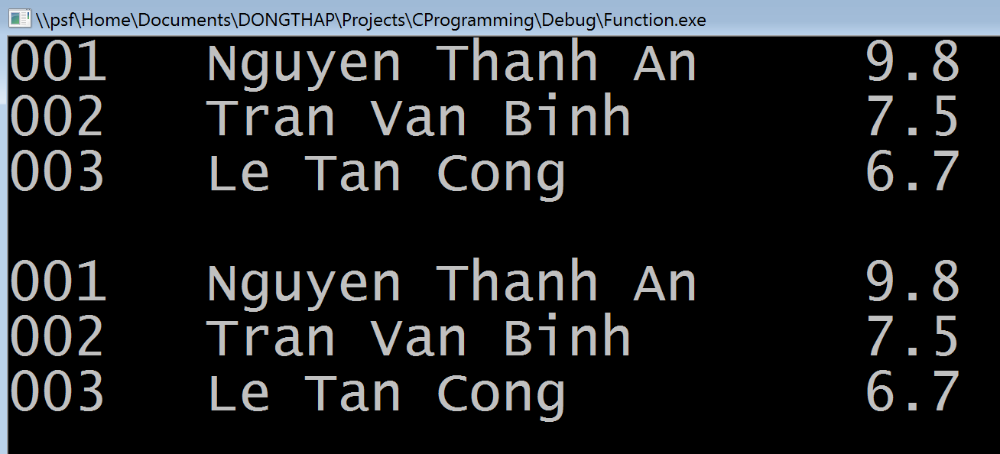 \\psf\Home\Documents\DONGTHAP\Projects\CProgramming\Debug\Function.exe
001   Nguyen Thanh An     9.8
002   Tran Van Binh       7.5
003   Le Tan Cong         6.7
001   Nguyen Thanh An     9.8
002   Tran Van Binh       7.5
003   Le Tan Cong         6.7